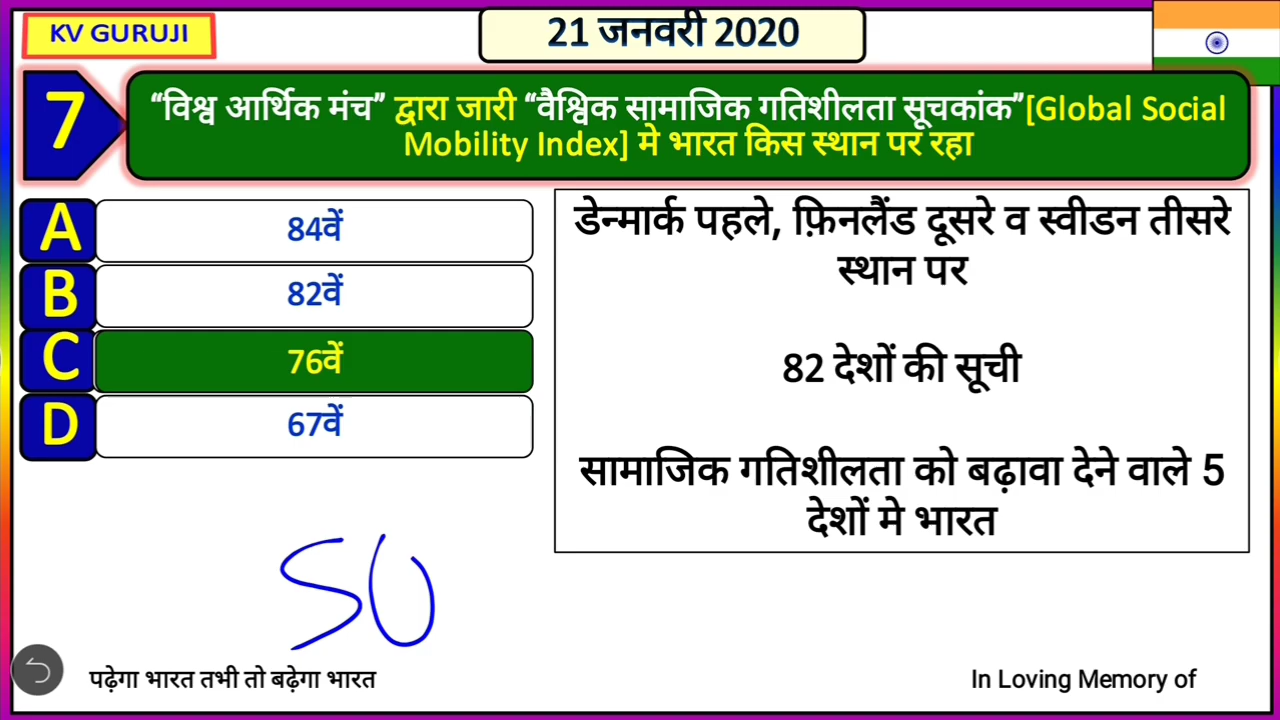 KV GURUJI
21 जनवरी 2020
7
“विश्व आर्थिक मंच” द्वारा जारी “वैश्विक सामाजिक गतिशीलता सूचकांक”[Global Social
Mobility Index] मे भारत किस स्थान पर रहा
A 84वें
B 82वें
C 76वें
D 67वें
डेन्मार्क पहले, फ़िनलैंड दूसरे व स्वीडन तीसरे
स्थान पर
82 देशों की सूची
सामाजिक गतिशीलता को बढ़ावा देने वाले 5
देशों मे भारत
50
पढ़ेगा भारत तभी तो बढ़ेगा भारत
In Loving Memory of